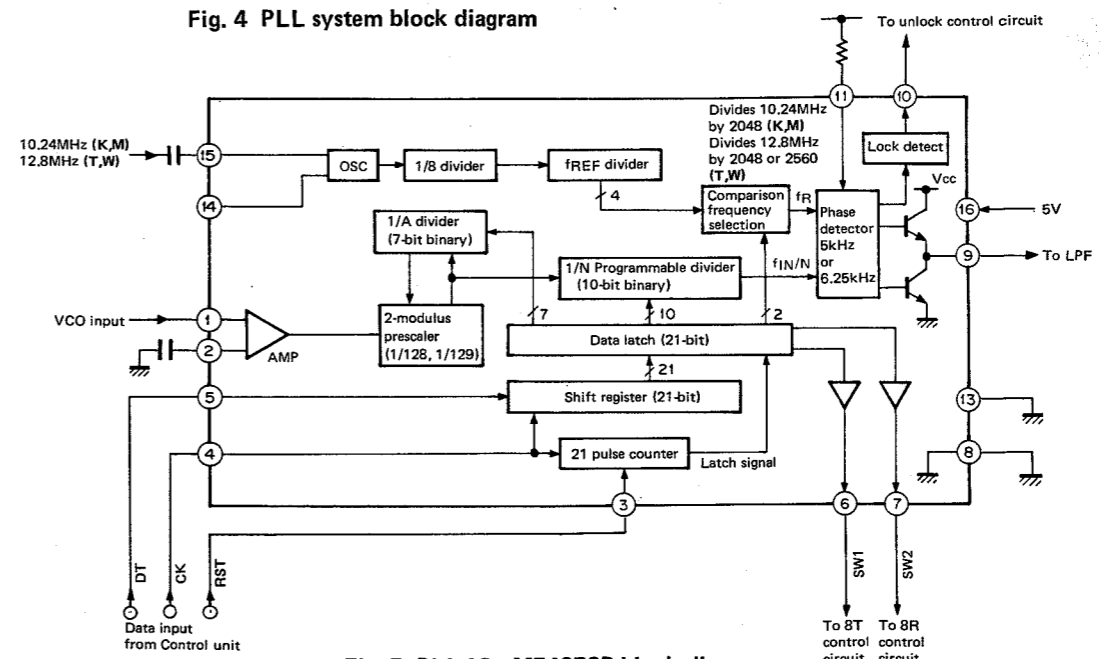 Fig. 4 PLL system block diagram
To unlock control circuit
11
10
Divides 10.24MHz
by 2048 (K,M)
Divides 12.8MHz
by 2048 or 2560
(T,W)
Lock detect
10.24MHz (K,M)
12.8MHz (T,W)
15
OSC
1/8 divider
fREF divider
4
14
Comparison
frequency
selection
fR
Phase
detector
5kHz
or
6.25kHz
Vcc
16
5V
9
To LPF
1/A divider
(7-bit binary)
1/N Programmable divider
(10-bit binary)
fIN/N
VCO input
1
2
AMP
2-modulus
prescaler
(1/128, 1/129)
7
10
2
Data latch (21-bit)
21
5
Shift register (21-bit)
13
4
21 pulse counter
Latch signal
8
3
6
7
DT
CK
RST
SW1
SW2
Data input
from Control unit
To 8T
control
circuit
To 8R
control
circuit